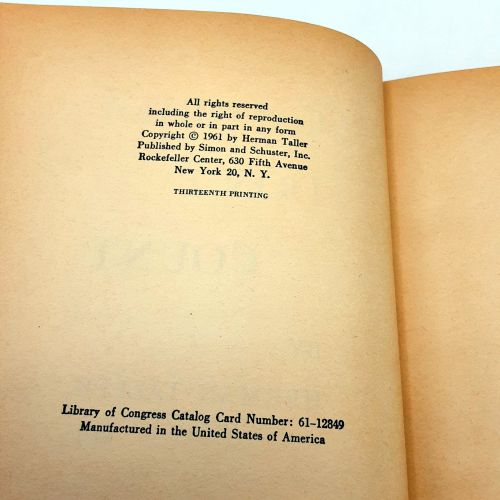 All rights reserved
including the right of reproduction
in whole or in part in any form
Copyright © 1961 by Herman Taller
Published by Simon and Schuster, Inc.
Rockefeller Center, 630 Fifth Avenue
New York 20, N. Y.
THIRTEENTH PRINTING
Library of Congress Catalog Card Number: 61–12849
Manufactured in the United States of America